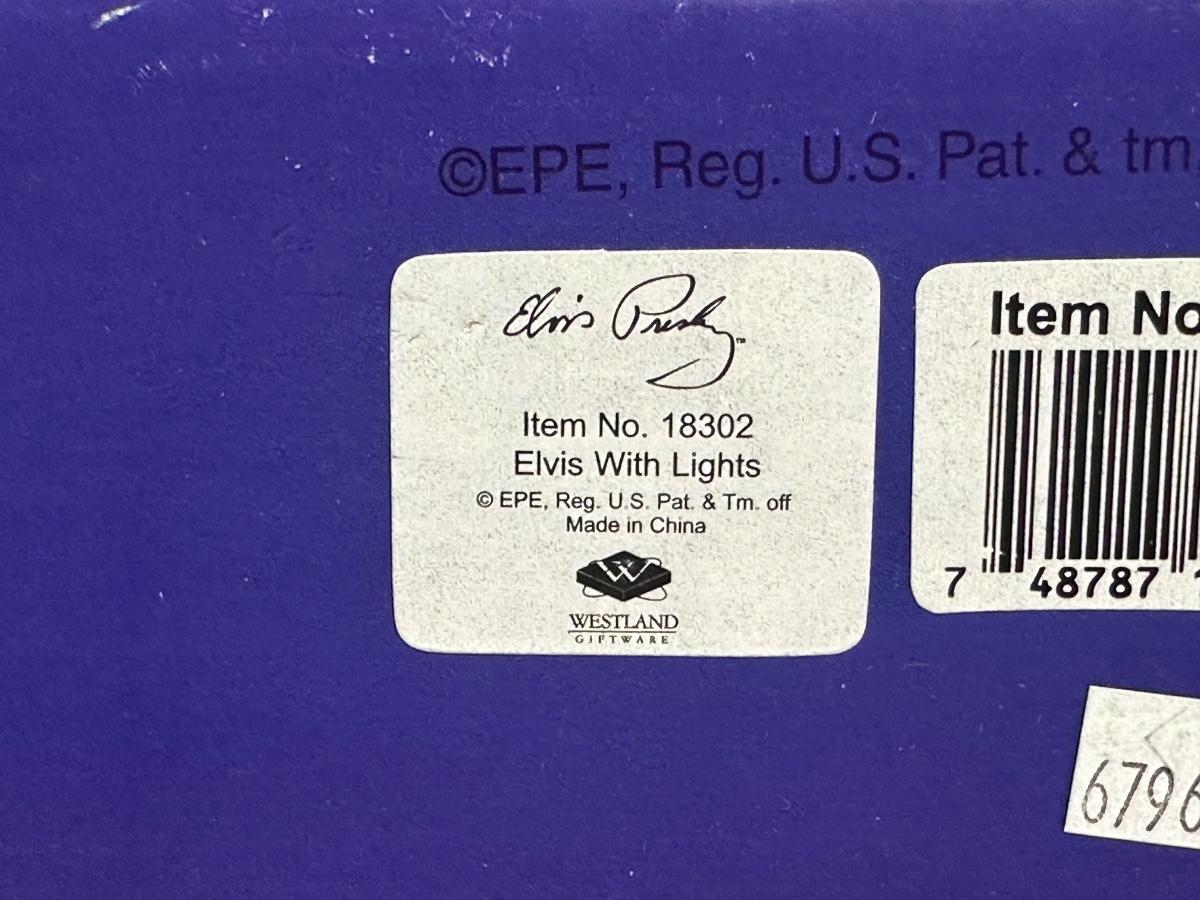 ©EPE, Reg. U.S. Pat. & tm.
Elvis Presley™
Item No. 18302
Elvis With Lights
© EPE, Reg. U.S. Pat. & Tm. off
Made in China
W
WESTLAND
GIFTWARE
Item No
7 48787
6796